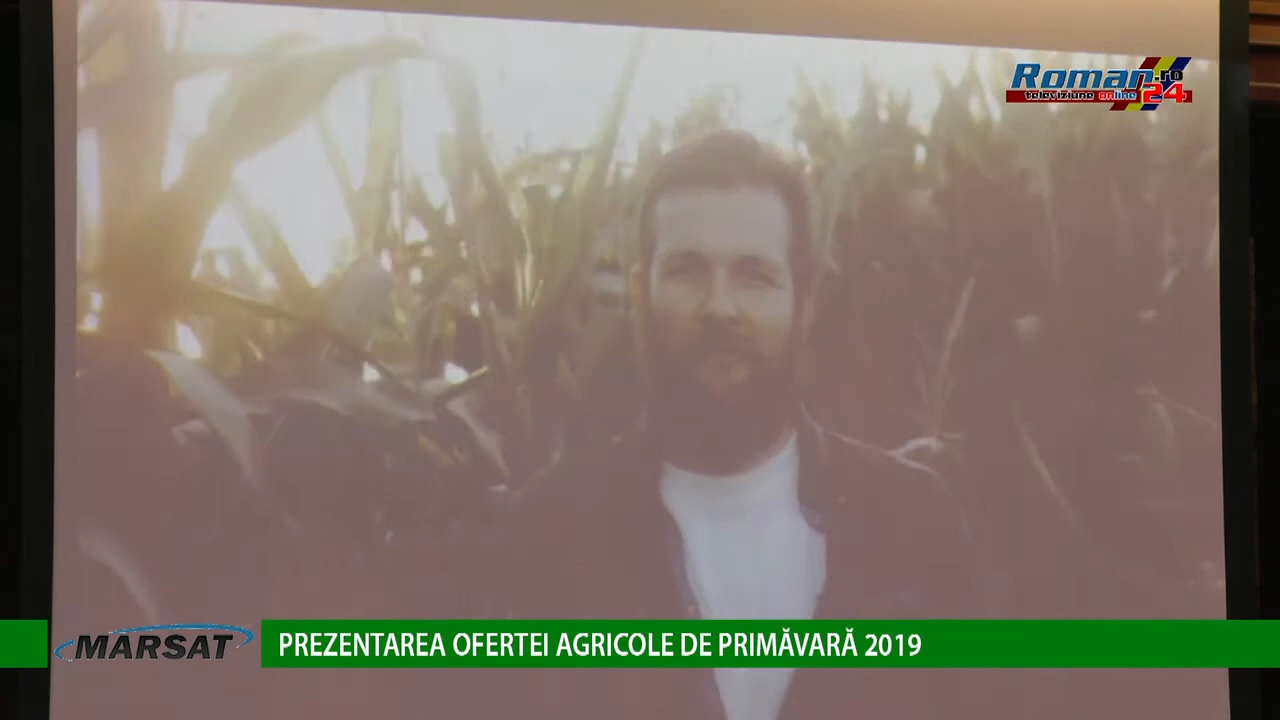 Roman.ro
televiziune online 24
MARSAT PREZENTAREA OFERTEI AGRICOLE DE PRIMĂVARĂ 2019